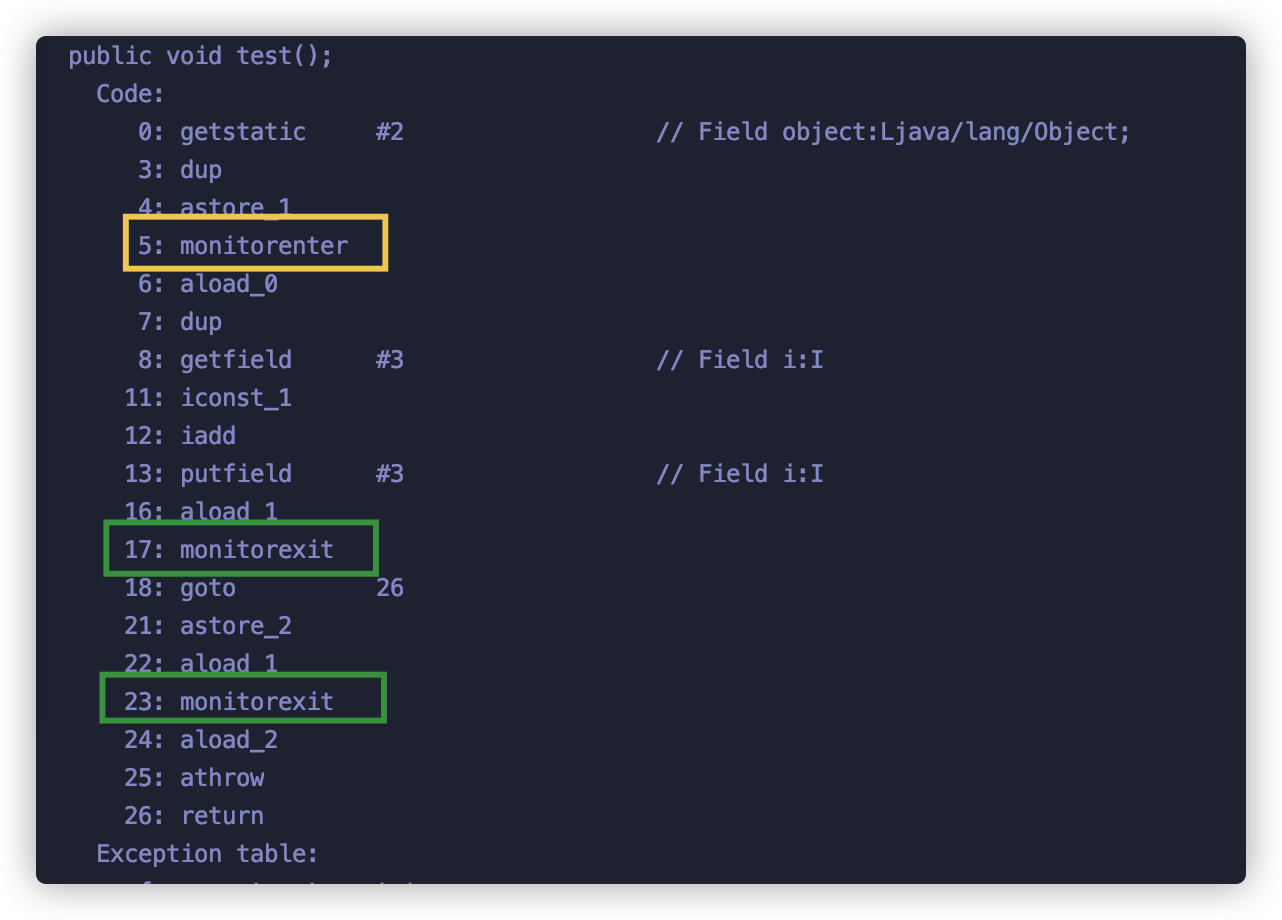 public void test();
Code:
0: getstatic #2 // Field object:Ljava/lang/Object;
3: dup
4: astore_1
5: monitorenter
6: aload_0
7: dup
8: getfield #3 // Field i:I
11: iconst_1
12: iadd
13: putfield #3 // Field i:I
16: aload_1
17: monitorexit
18: goto 26
21: astore_2
22: aload_1
23: monitorexit
24: aload_2
25: athrow
26: return
Exception table: